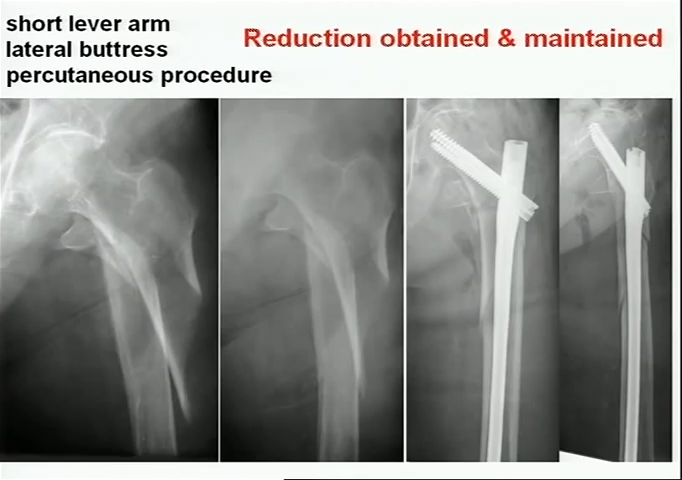 short lever arm
lateral buttress
percutaneous procedure
Reduction obtained & maintained